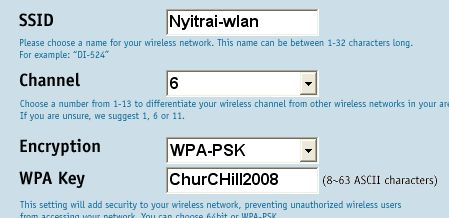 SSID Nyitrai-wlan
Please choose a name for your wireless network. This name can be between 1-32 characters long.
For example: "DI-524"
Channel 6
Choose a number from 1-13 to differentiate your wireless channel from other wireless networks in your are
If you are unsure, we suggest 1, 6 or 11.
Encryption WPA-PSK
WPA Key ChurCHill2008 (8~63 ASCII characters)
This setting will add security to your wireless network, preventing unauthorized wireless users
from accessing your network. You can choose 64bit or WPA-PSK